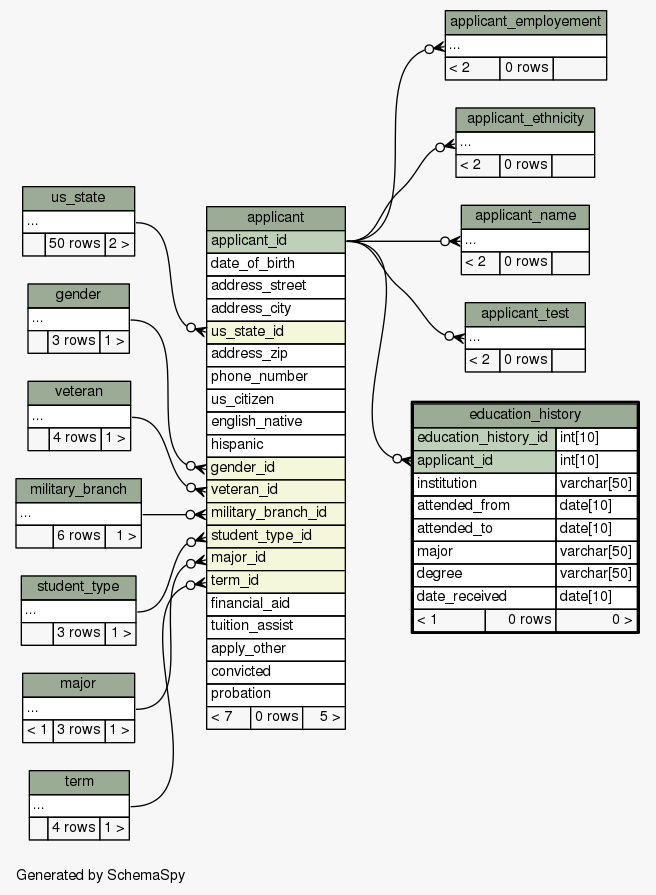 applicant_employement
...
< 2 0 rows
applicant_ethnicity
...
< 2 0 rows
applicant_name
...
< 2 0 rows
applicant_test
...
< 2 0 rows
us_state
...
50 rows 2 >
gender
...
3 rows 1 >
veteran
...
4 rows 1 >
military_branch
...
6 rows 1 >
student_type
...
3 rows 1 >
major
...
< 1 3 rows 1 >
term
...
4 rows 1 >
applicant
applicant_id
date_of_birth
address_street
address_city
us_state_id
address_zip
phone_number
us_citizen
english_native
hispanic
gender_id
veteran_id
military_branch_id
student_type_id
major_id
term_id
financial_aid
tuition_assist
apply_other
convicted
probation
< 7 0 rows 5 >
education_history
education_history_id int[10]
applicant_id int[10]
institution varchar[50]
attended_from date[10]
attended_to date[10]
major varchar[50]
degree varchar[50]
date_received date[10]
< 1 0 rows 0 >
Generated by SchemaSpy